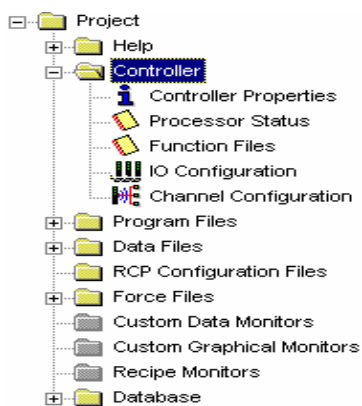 Project
Help
Controller
Controller Properties
Processor Status
Function Files
IO Configuration
Channel Configuration
Program Files
Data Files
RCP Configuration Files
Force Files
Custom Data Monitors
Custom Graphical Monitors
Recipe Monitors
Database